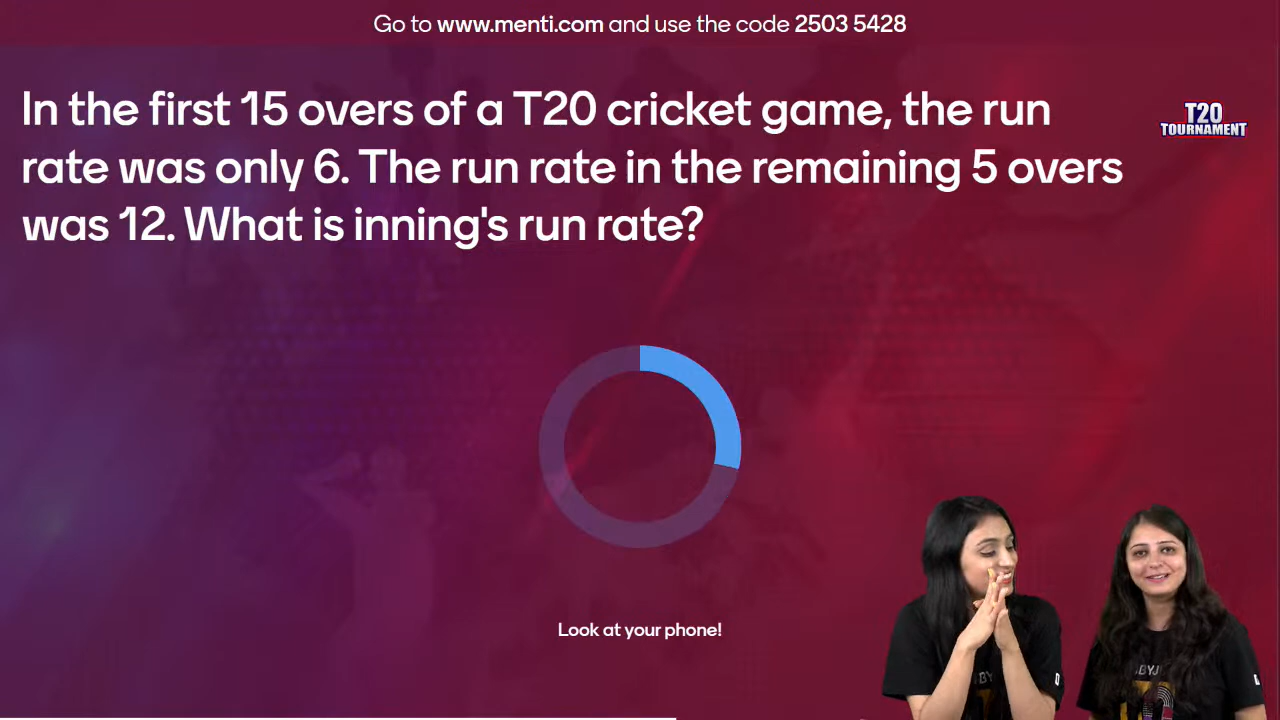 Go to www.menti.com and use the code 2503 5428
In the first 15 overs of a T20 cricket game, the run
rate was only 6. The run rate in the remaining 5 overs
was 12. What is inning's run rate?
T20
TOURNAMENT
Look at your phone!